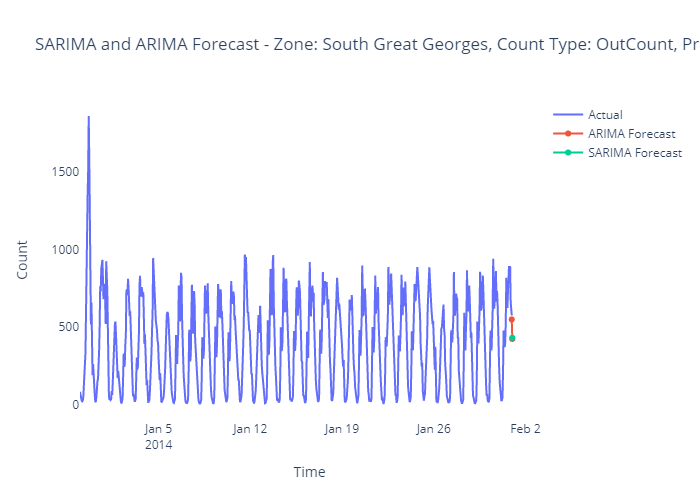 SARIMA and ARIMA Forecast - Zone: South Great Georges, Count Type: OutCount, Pr
Actual
ARIMA Forecast
SARIMA Forecast
1500
1000
500
0
Count
Jan 5
2014
Jan 12
Jan 19
Jan 26
Feb 2
Time